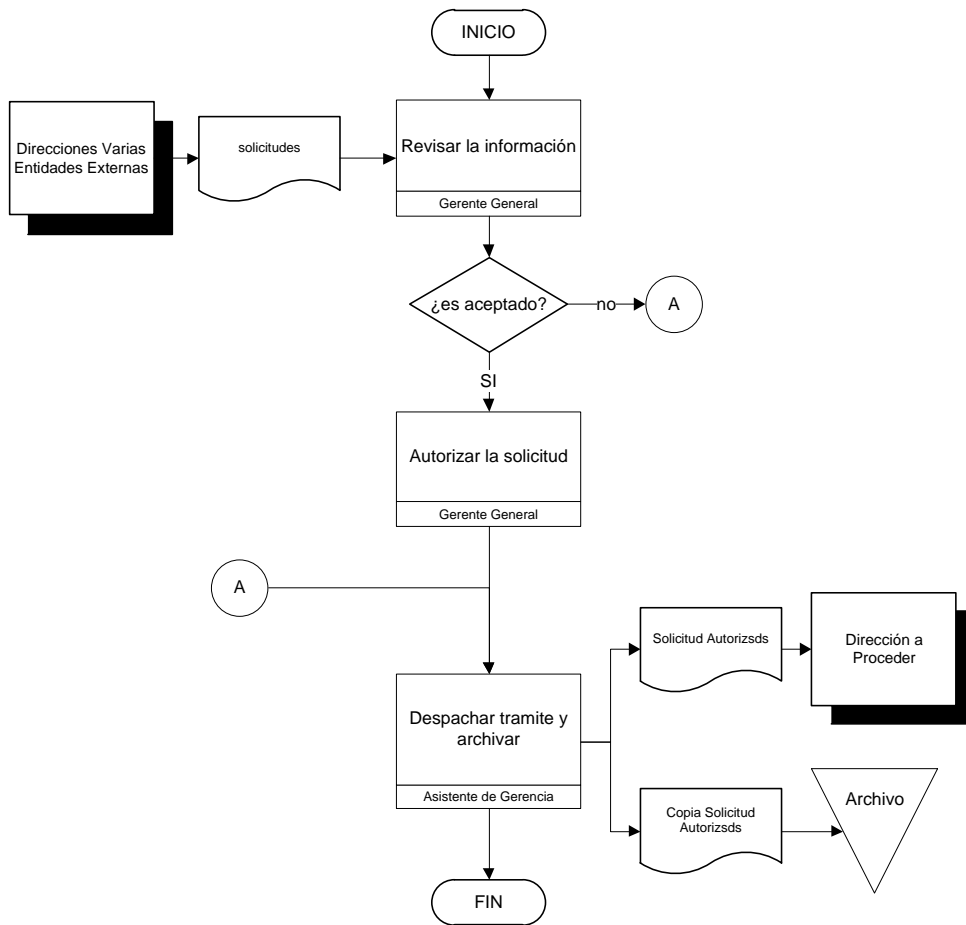 INICIO
Direcciones Varias
Entidades Externas
solicitudes
Revisar la información
Gerente General
¿es aceptado?
no
A
SI
Autorizar la solicitud
Gerente General
A
Solicitud Autorizsds
Dirección a
Proceder
Despachar tramite y
archivar
Asistente de Gerencia
Copia Solicitud
Autorizsds
Archivo
FIN